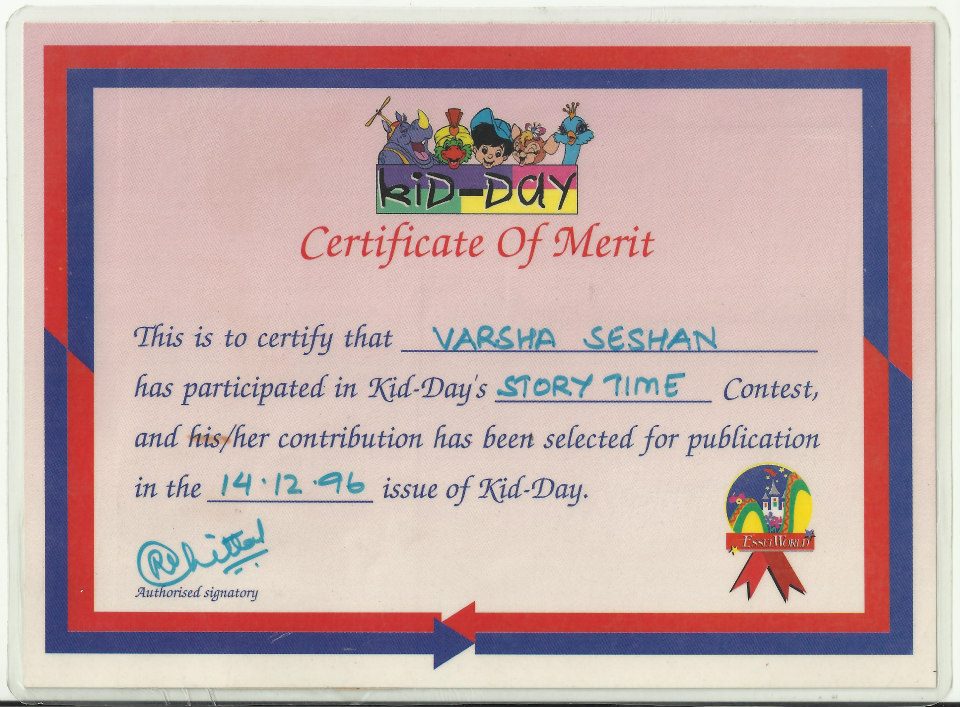 KiD-DAY
Certificate Of Merit
This is to certify that VARSHA SESHAN
has participated in Kid-Day's STORY TIME Contest,
and his/her contribution has been selected for publication
in the 14.12.96 issue of Kid-Day.
ESSELWORLD
Authorised signatory